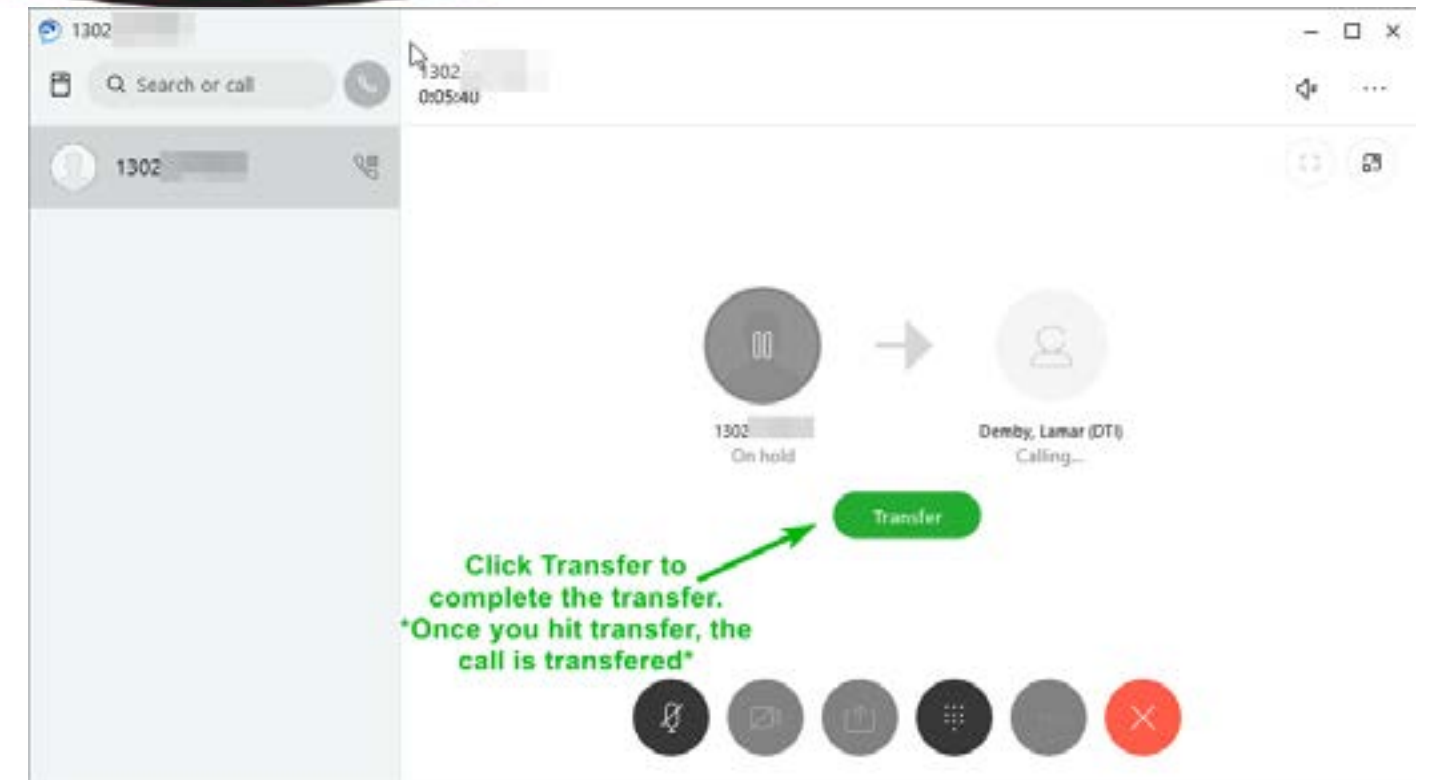 1302
Search or call
1302
0:05:40
1302
1302
On hold
Demby, Lamar (DTI)
Calling...
Transfer
Click Transfer to
complete the transfer.
*Once you hit transfer, the
call is transfered*